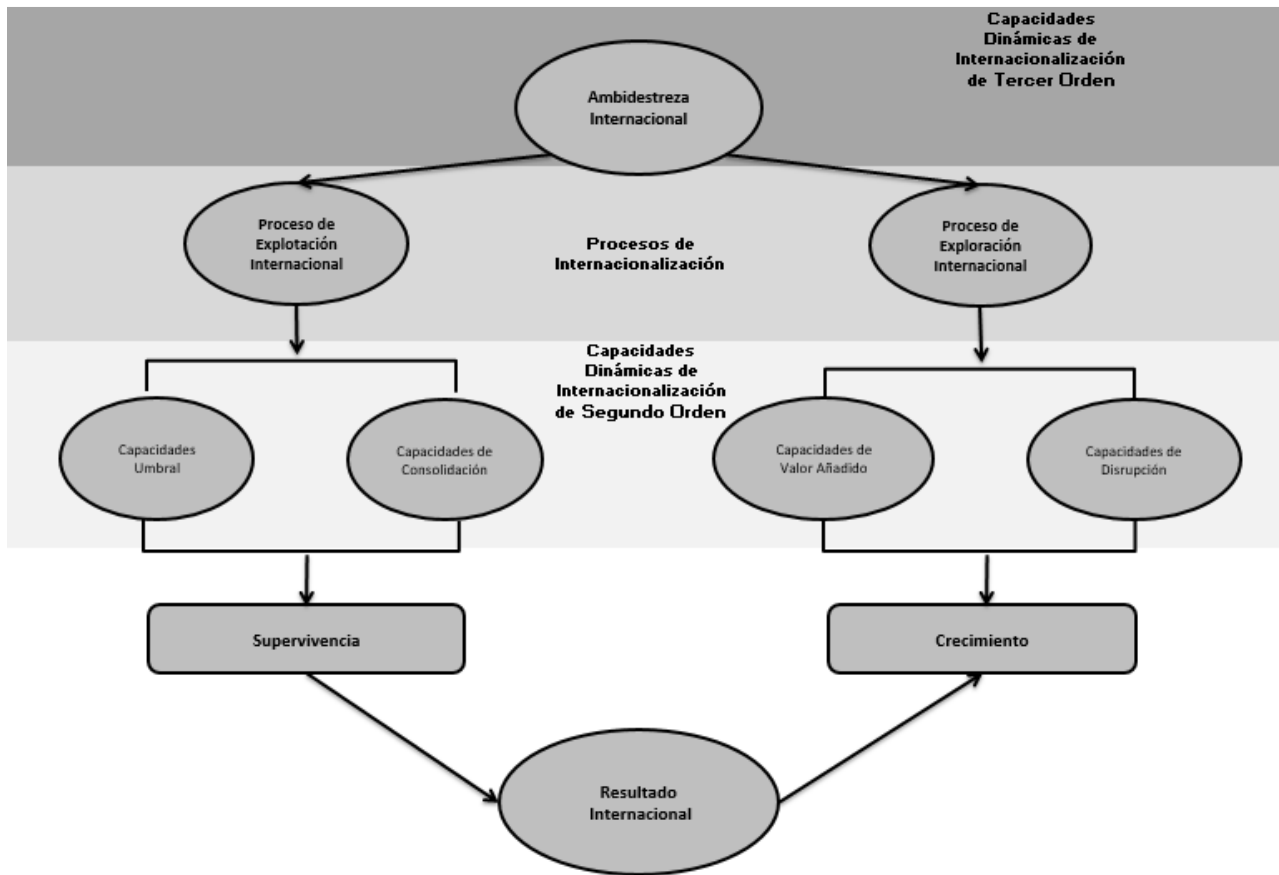 Capacidades
Dinámicas de
Internacionalización
de Tercer Orden
Ambidestreza
Internacional
Proceso de
Explotación
Internacional
Procesos de
Internacionalización
Proceso de
Exploración
Internacional
Capacidades
Dinámicas de
Internacionalización
de Segundo Orden
Capacidades
Umbral
Capacidades de
Consolidación
Capacidades de
Valor Añadido
Capacidades de
Disrupción
Supervivencia
Crecimiento
Resultado
Internacional